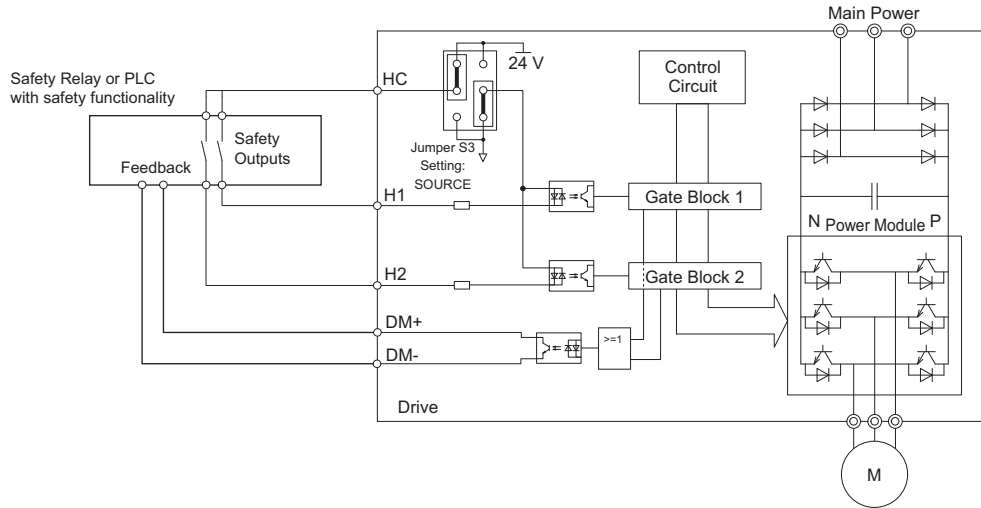 Main Power
24 V
HC
Control
Circuit
Safety Relay or PLC
with safety functionality
Safety
Outputs
Feedback
Jumper S3
Setting:
SOURCE
H1
Gate Block 1
N Power Module P
H2
Gate Block 2
DM+
>=1
DM-
Drive
M